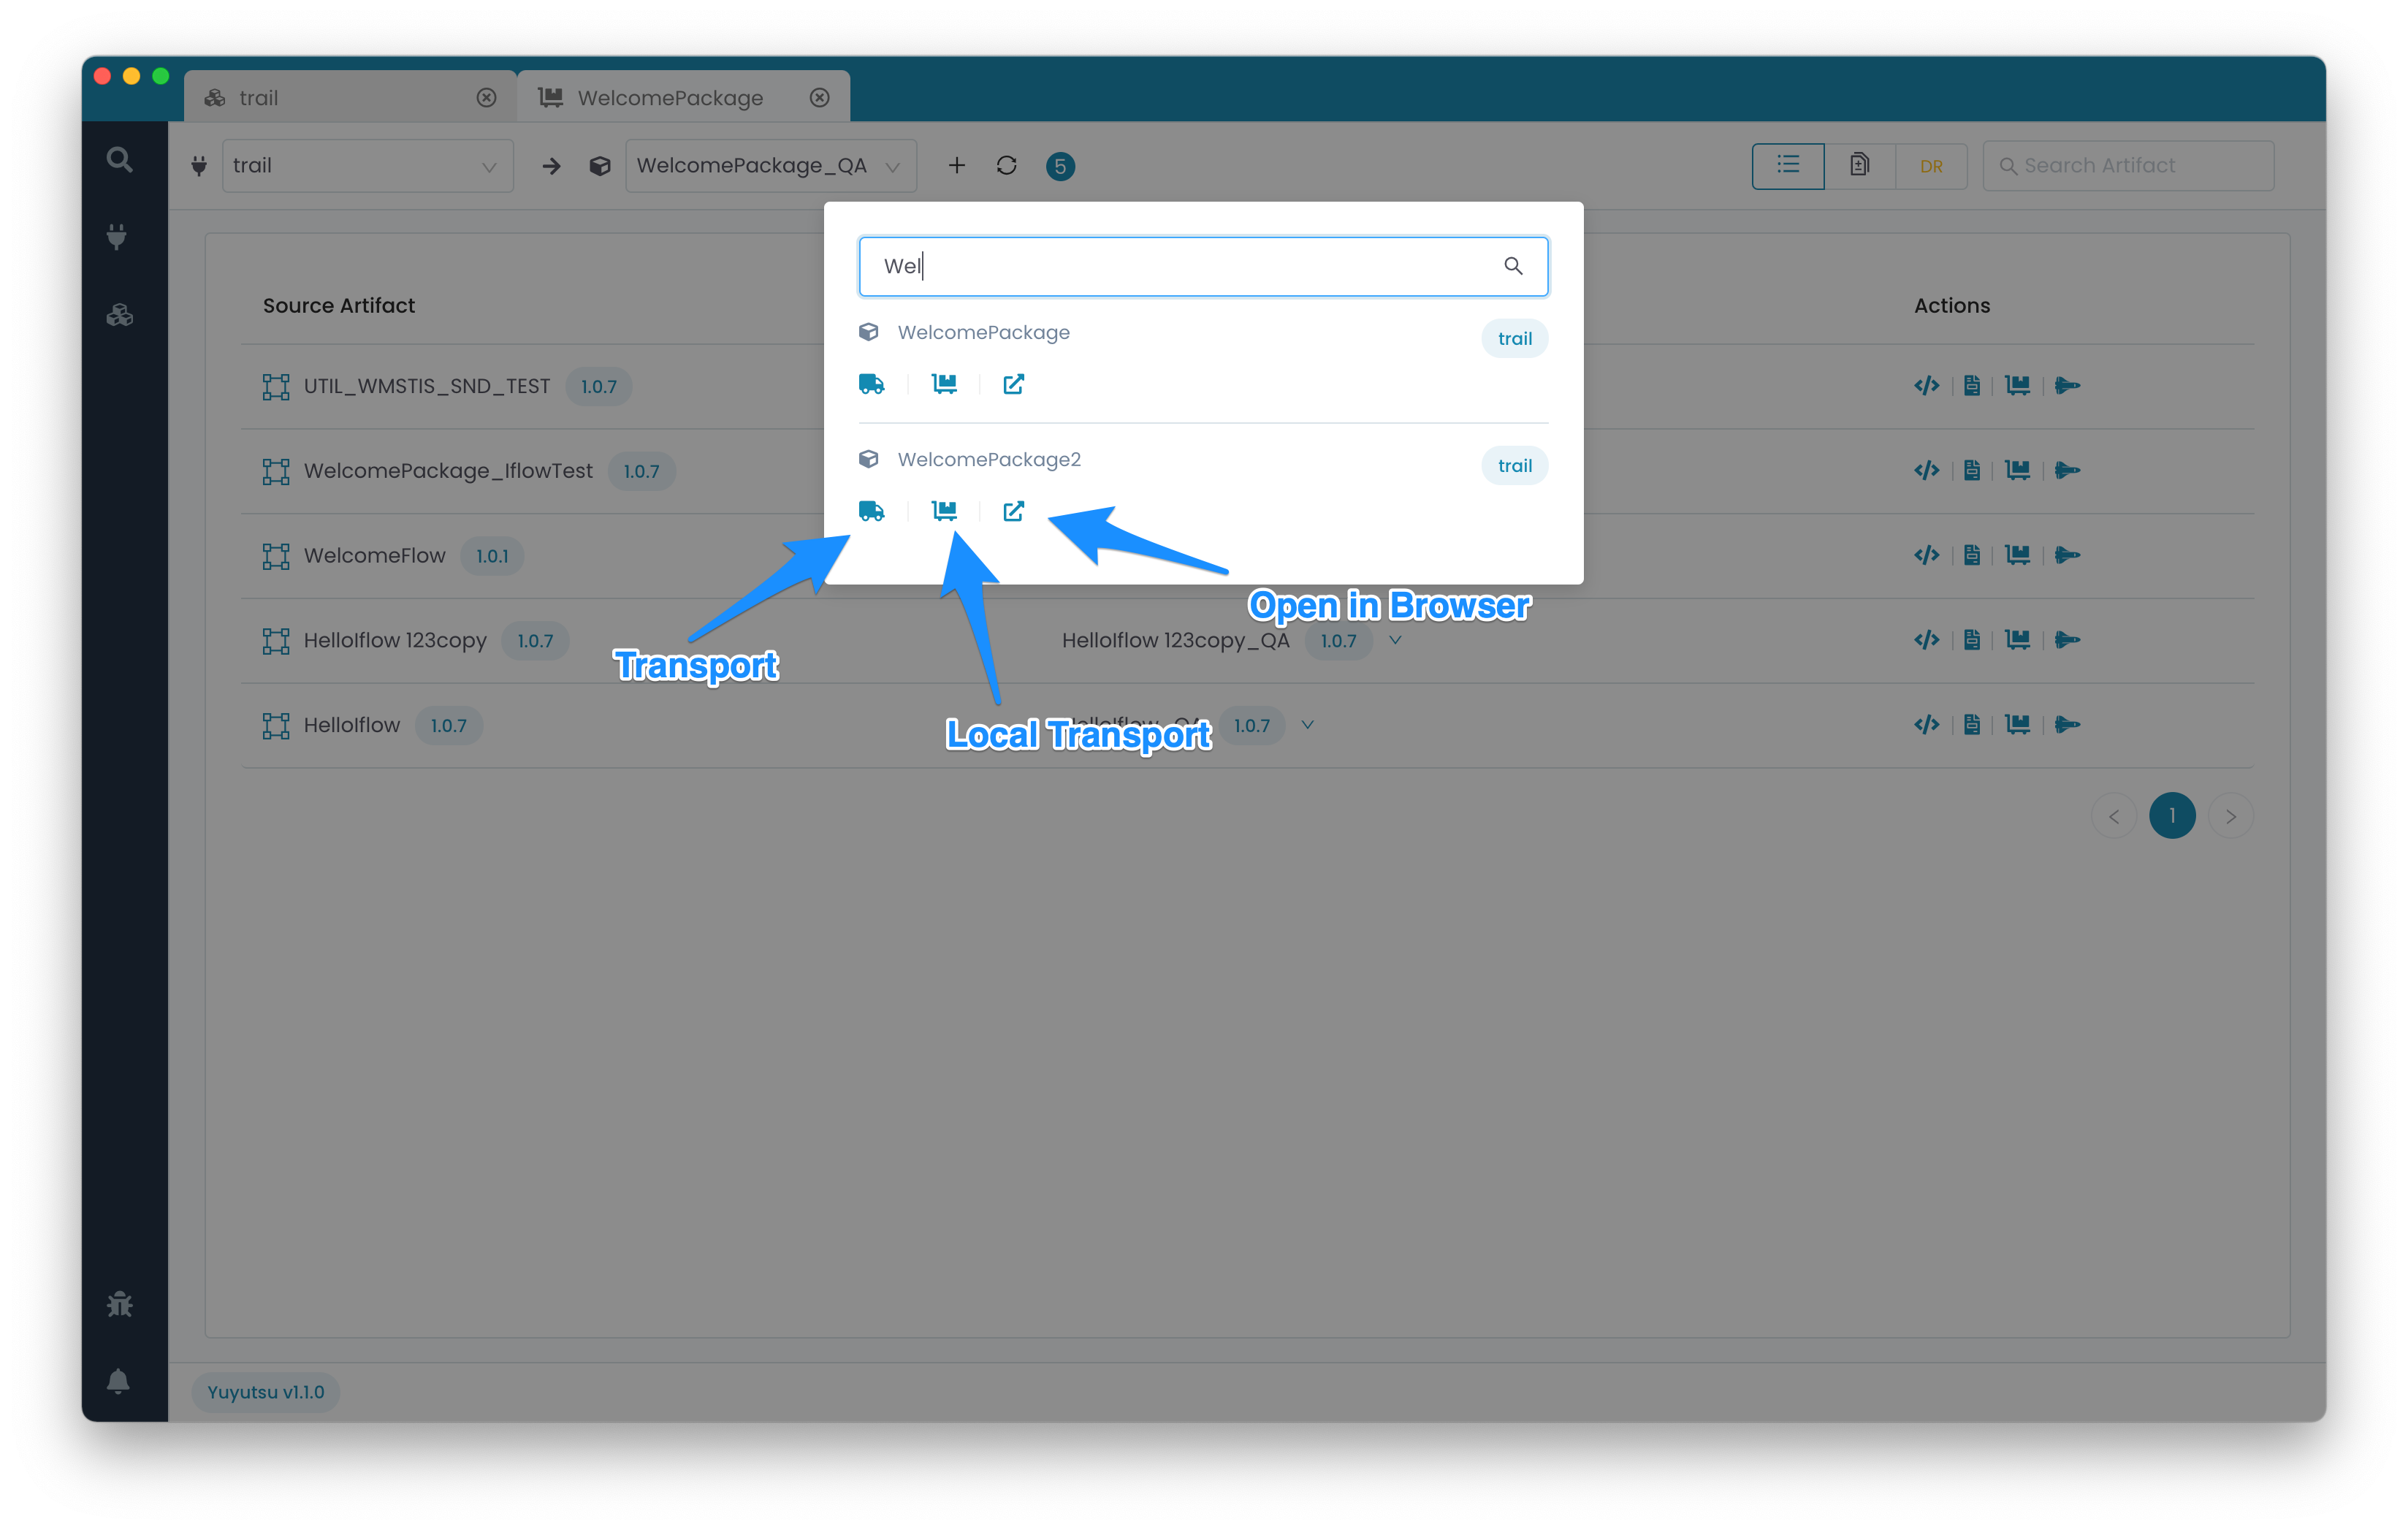 trail
WelcomePackage
trail
WelcomePackage_QA
5
DR
Search Artifact
Wel
Source Artifact
Actions
WelcomePackage
trail
UTIL_WMSTIS_SND_TEST 1.0.7
WelcomePackage2
trail
WelcomePackage_IflowTest 1.0.7
WelcomeFlow 1.0.1
Open in Browser
HelloIflow 123copy 1.0.7
HelloIflow 123copy_QA 1.0.7
Transport
HelloIflow 1.0.7
HelloIflow_QA 1.0.7
Local Transport
1
Yuyutsu v1.1.0